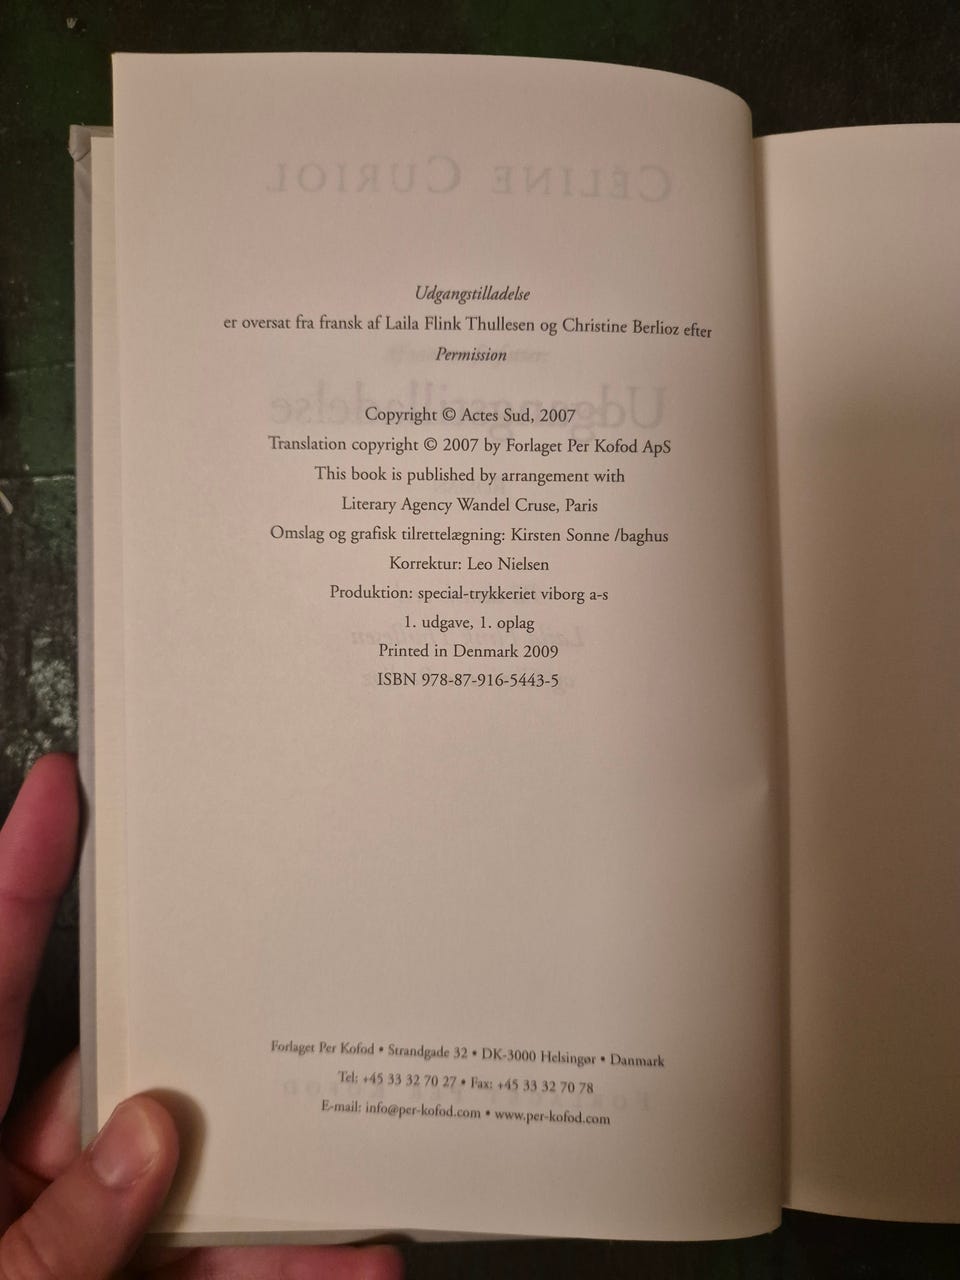 CÉLINE CURIOL
Udgangstilladelse
er oversat fra fransk af Laila Flink Thullesen og Christine Berlioz efter
Permission
Udgangstilladelse
Copyright © Actes Sud, 2007
Translation copyright © 2007 by Forlaget Per Kofod ApS
This book is published by arrangement with
Literary Agency Wandel Cruse, Paris
Omslag og grafisk tilrettelægning: Kirsten Sonne /baghus
Korrektur: Leo Nielsen
Produktion: special-trykkeriet viborg a-s
1. udgave, 1. oplag
Printed in Denmark 2009
ISBN 978-87-916-5443-5
Forlaget Per Kofod • Strandgade 32 • DK-3000 Helsingør • Danmark
Tel: +45 33 32 70 27 • Fax: +45 33 32 70 78
E-mail: info@per-kofod.com • www.per-kofod.com